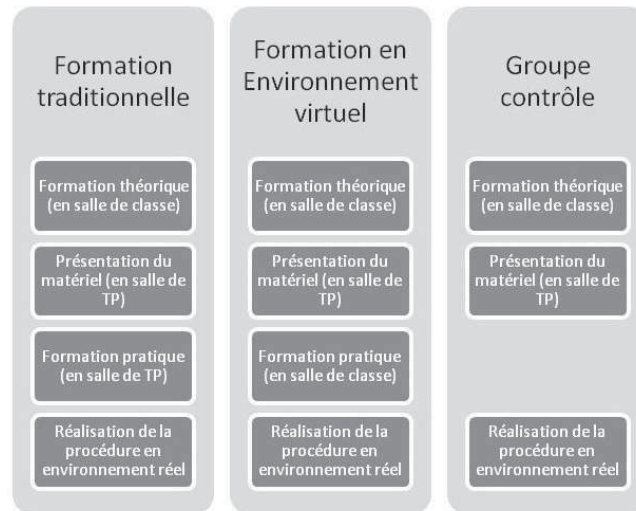 Formation
traditionnelle
Formation théorique
(en salle de classe)
Présentation du
matériel (en salle de
TP)
Formation pratique
(en salle de TP)
Réalisation de la
procédure en
environnement réel
Formation en
Environnement
virtuel
Formation théorique
(en salle de classe)
Présentation du
matériel (en salle de
TP)
Formation pratique
(en salle de classe)
Réalisation de la
procédure en
environnement réel
Groupe
contrôle
Formation théorique
(en salle de classe)
Présentation du
matériel (en salle de
TP)
Réalisation de la
procédure en
environnement réel